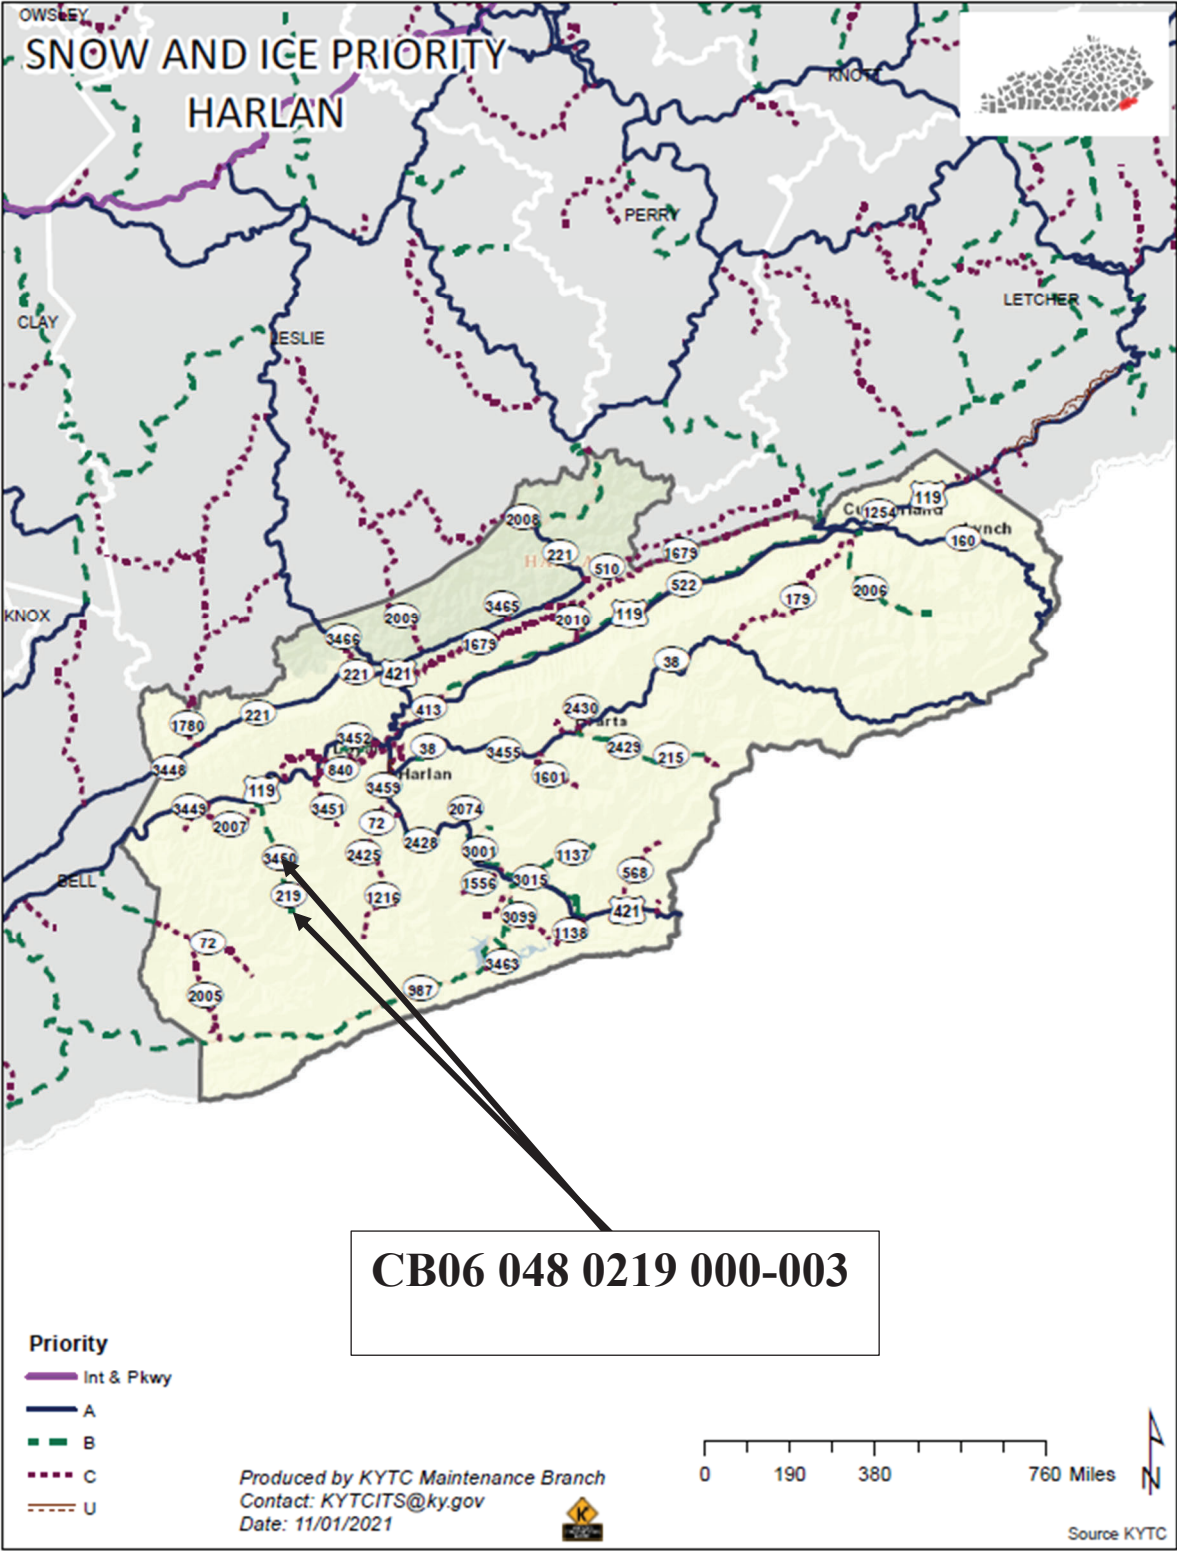 OWSLEY
SNOW AND ICE PRIORITY
HARLAN
KNOTT
PERRY
LETCHER
CLAY
LESLIE
119
1254
Lynch
160
2008
221
510
1679
522
KNOX
2009
3465
2010
119
179
2006
3466
1679
38
221
421
1780
221
413
2430
3452
38
3455
2429
215
3448
840
Harlan
1601
119
3459
3449
2007
3451
72
2074
2428
3450
2425
3001
1137
BELL
219
1216
1556
3015
568
3099
421
1138
72
3463
2005
987
CB06 048 0219 000-003
Priority
Int & Pkwy
A
B
C
U
Produced by KYTC Maintenance Branch
Contact: KYTCITS@ky.gov
Date: 11/01/2021
0 190 380 760 Miles
N
Source KYTC